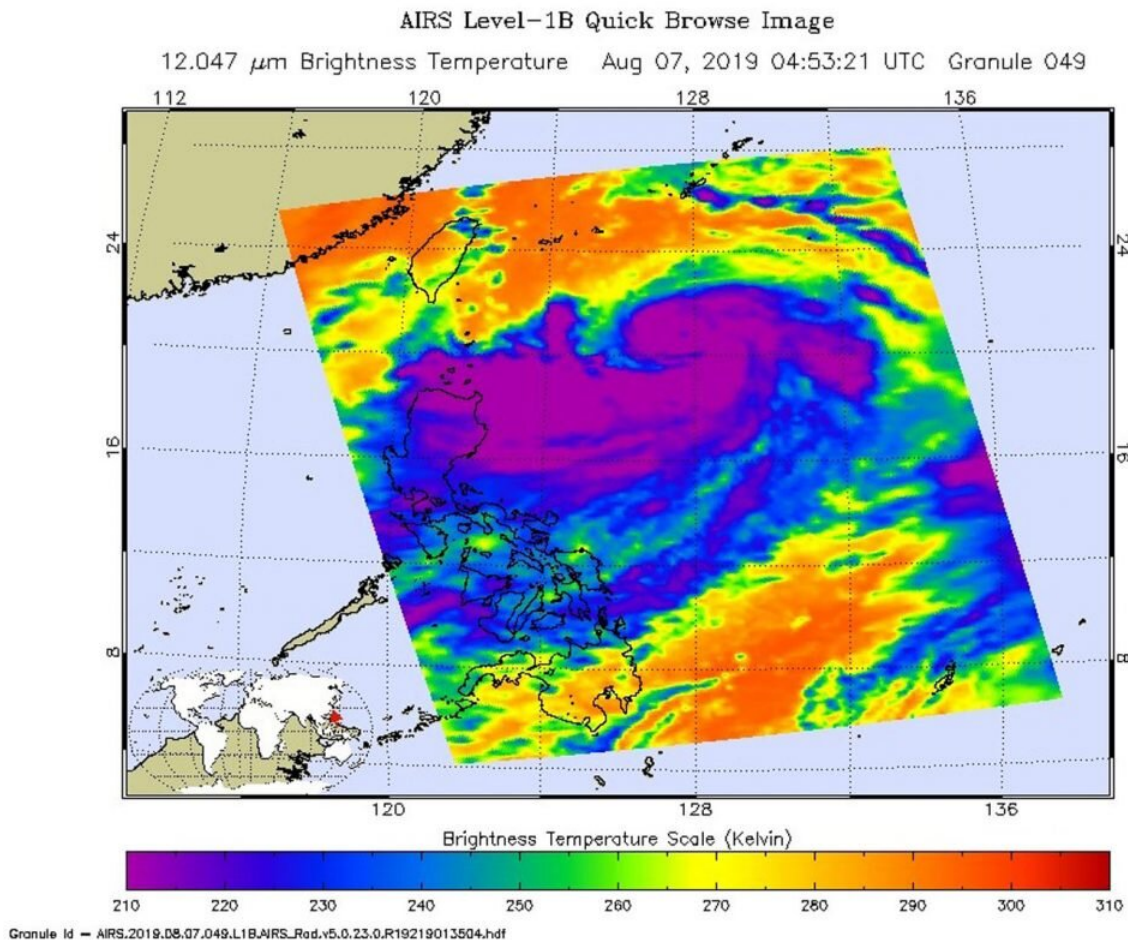 AIRS Level-1B Quick Browse Image
12.047 µm Brightness Temperature Aug 07, 2019 04:53:21 UTC Granule 049
112 120 128 136
24 24
16 16
8 8
120 128 136
Brightness Temperature Scale (Kelvin)
210 220 230 240 250 260 270 280 290 300 310
Granule Id - AIRS.2019.08.07.049.L1B.AIRS_Rad.v5.0.23.0.R19219013504.hdf